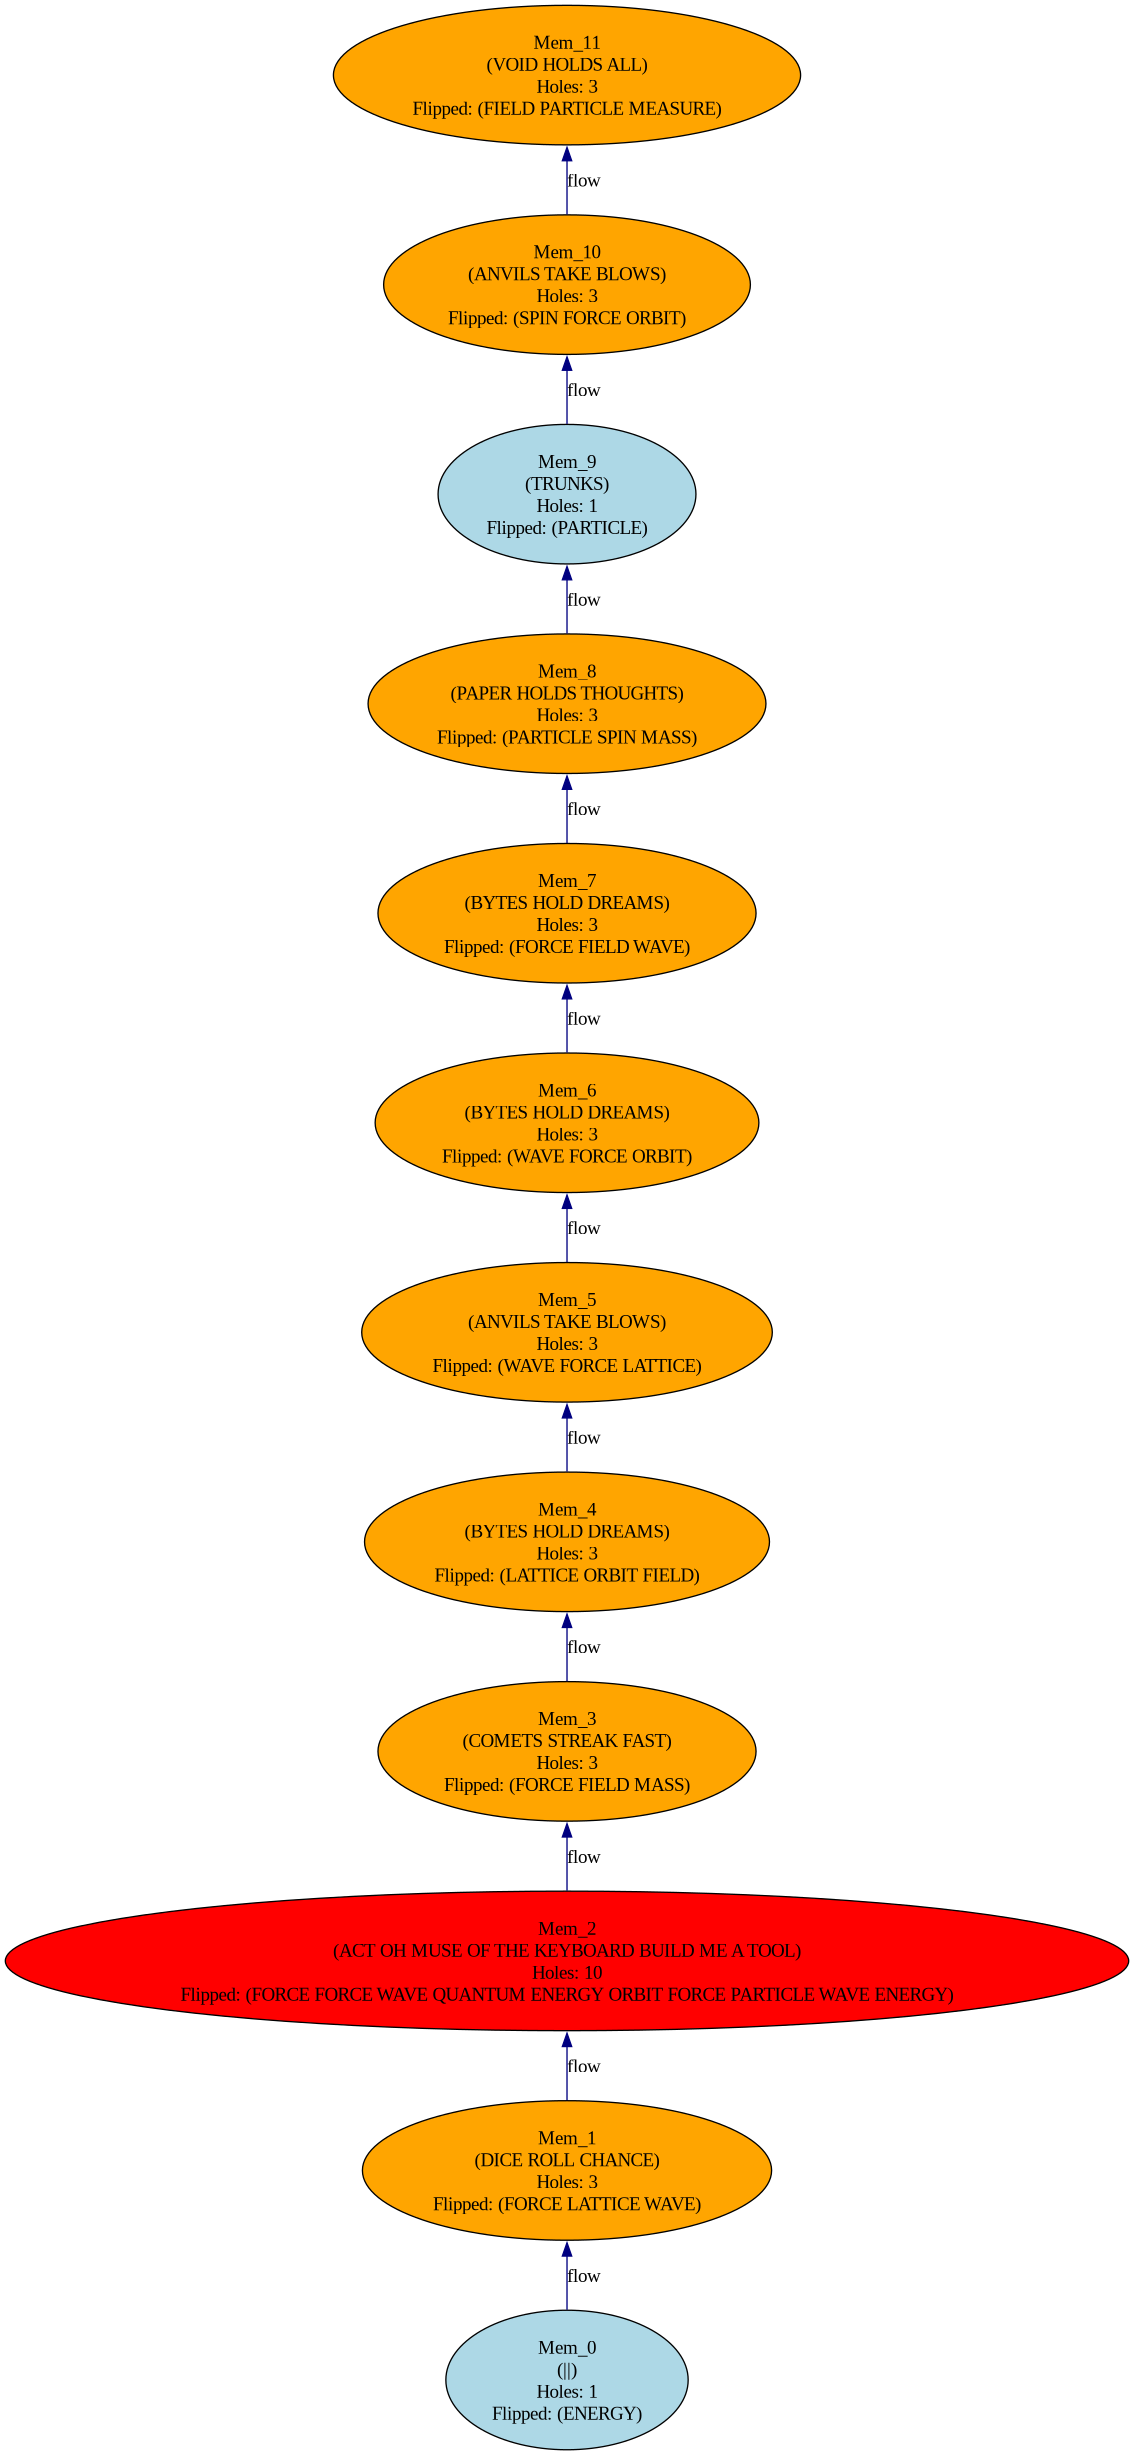 Mem_11
(VOID HOLDS ALL)
Holes: 3
Flipped: (FIELD PARTICLE MEASURE)
flow
Mem_10
(ANVILS TAKE BLOWS)
Holes: 3
Flipped: (SPIN FORCE ORBIT)
flow
Mem_9
(TRUNKS)
Holes: 1
Flipped: (PARTICLE)
flow
Mem_8
(PAPER HOLDS THOUGHTS)
Holes: 3
Flipped: (PARTICLE SPIN MASS)
flow
Mem_7
(BYTES HOLD DREAMS)
Holes: 3
Flipped: (FORCE FIELD WAVE)
flow
Mem_6
(BYTES HOLD DREAMS)
Holes: 3
Flipped: (WAVE FORCE ORBIT)
flow
Mem_5
(ANVILS TAKE BLOWS)
Holes: 3
Flipped: (WAVE FORCE LATTICE)
flow
Mem_4
(BYTES HOLD DREAMS)
Holes: 3
Flipped: (LATTICE ORBIT FIELD)
flow
Mem_3
(COMETS STREAK FAST)
Holes: 3
Flipped: (FORCE FIELD MASS)
flow
Mem_2
(ACT OH MUSE OF THE KEYBOARD BUILD ME A TOOL)
Holes: 10
Flipped: (FORCE FORCE WAVE QUANTUM ENERGY ORBIT FORCE PARTICLE WAVE ENERGY)
flow
Mem_1
(DICE ROLL CHANCE)
Holes: 3
Flipped: (FORCE LATTICE WAVE)
flow
Mem_0
(||)
Holes: 1
Flipped: (ENERGY)